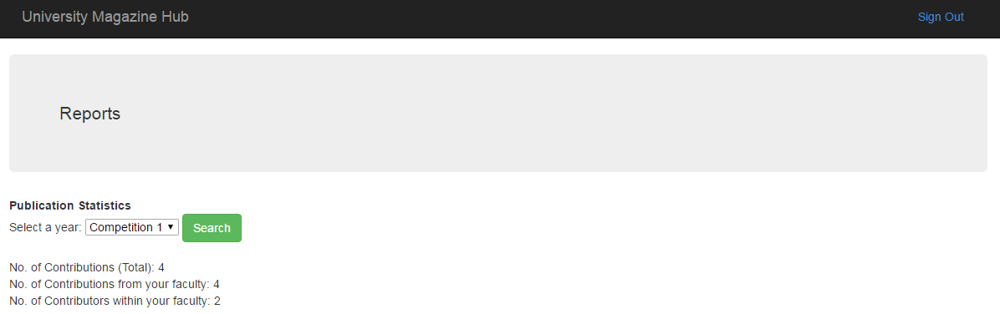 University Magazine Hub Sign Out
Reports
Publication Statistics
Select a year: Competition 1 Search
No. of Contributions (Total): 4
No. of Contributions from your faculty: 4
No. of Contributors within your faculty: 2